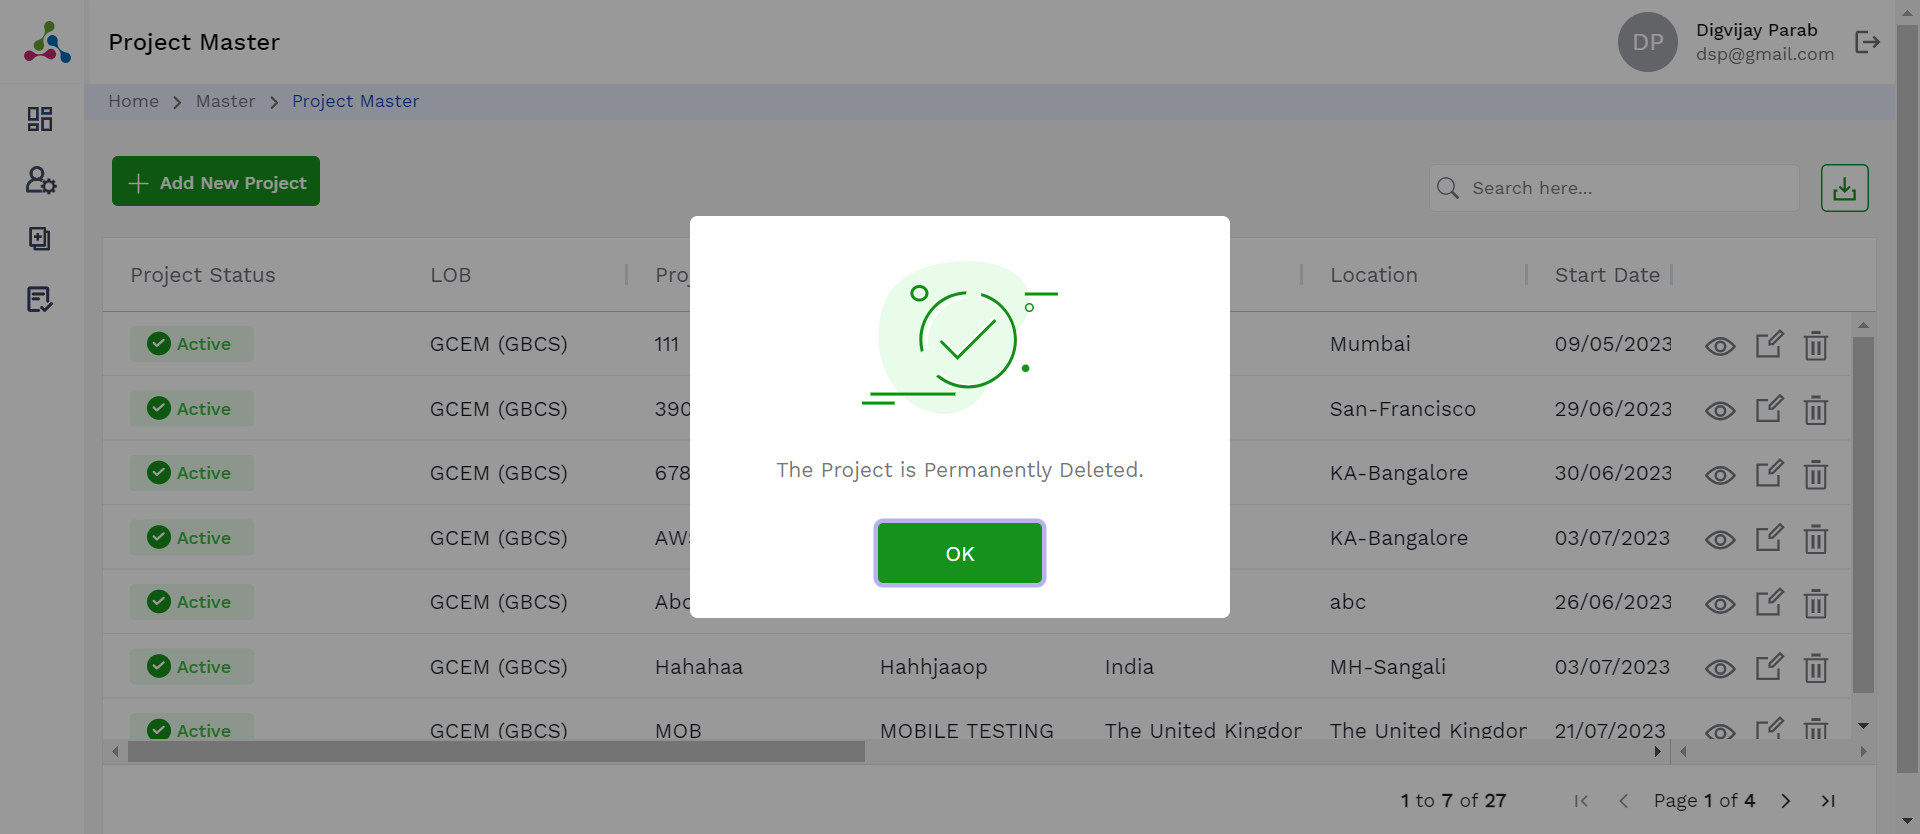 Project Master
DP
Digvijay Parab
dsp@gmail.com
Home > Master > Project Master
Add New Project
Search here...
Project Status LOB Location Start Date
Active GCEM (GBCS) 111 Mumbai 09/05/2023
Active GCEM (GBCS) San-Francisco 29/06/2023
Active GCEM (GBCS) KA-Bangalore 30/06/2023
Active GCEM (GBCS) KA-Bangalore 03/07/2023
Active GCEM (GBCS) abc 26/06/2023
Active GCEM (GBCS) Hahahaa Hahhjaaop India MH-Sangali 03/07/2023
Active GCEM (GBCS) MOB MOBILE TESTING The United Kingdor The United Kingdor 21/07/2023
The Project is Permanently Deleted.
OK
1 to 7 of 27 Page 1 of 4